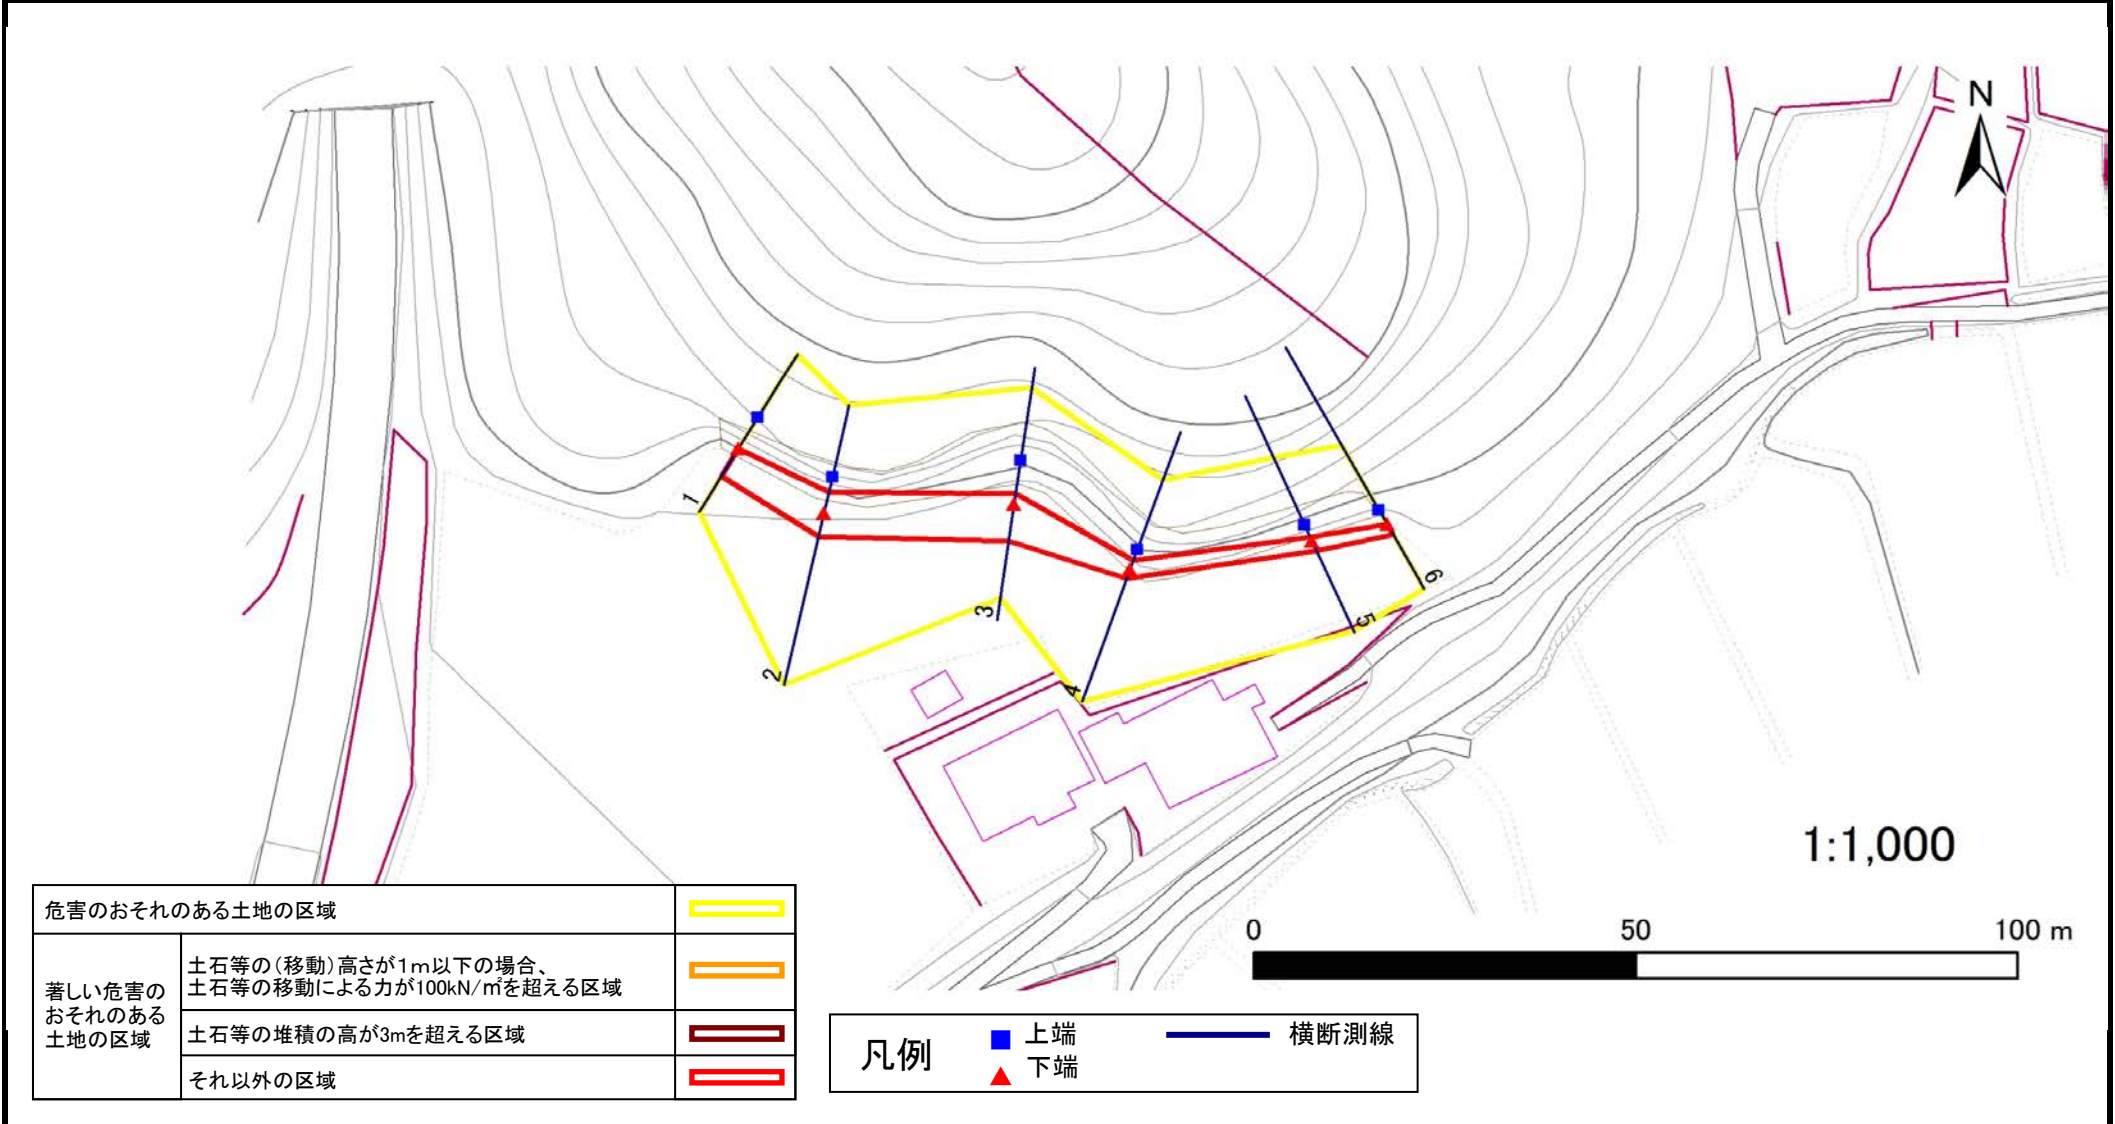 N
1
2
3
4
5
6
1:1,000
0 50 100 m
危害のおそれのある土地の区域
著しい危害の
おそれのある
土地の区域
土石等の(移動)高さが1m以下の場合、
土石等の移動による力が100kN/㎡を超える区域
土石等の堆積の高が3mを超える区域
それ以外の区域
凡例
上端
下端
横断測線